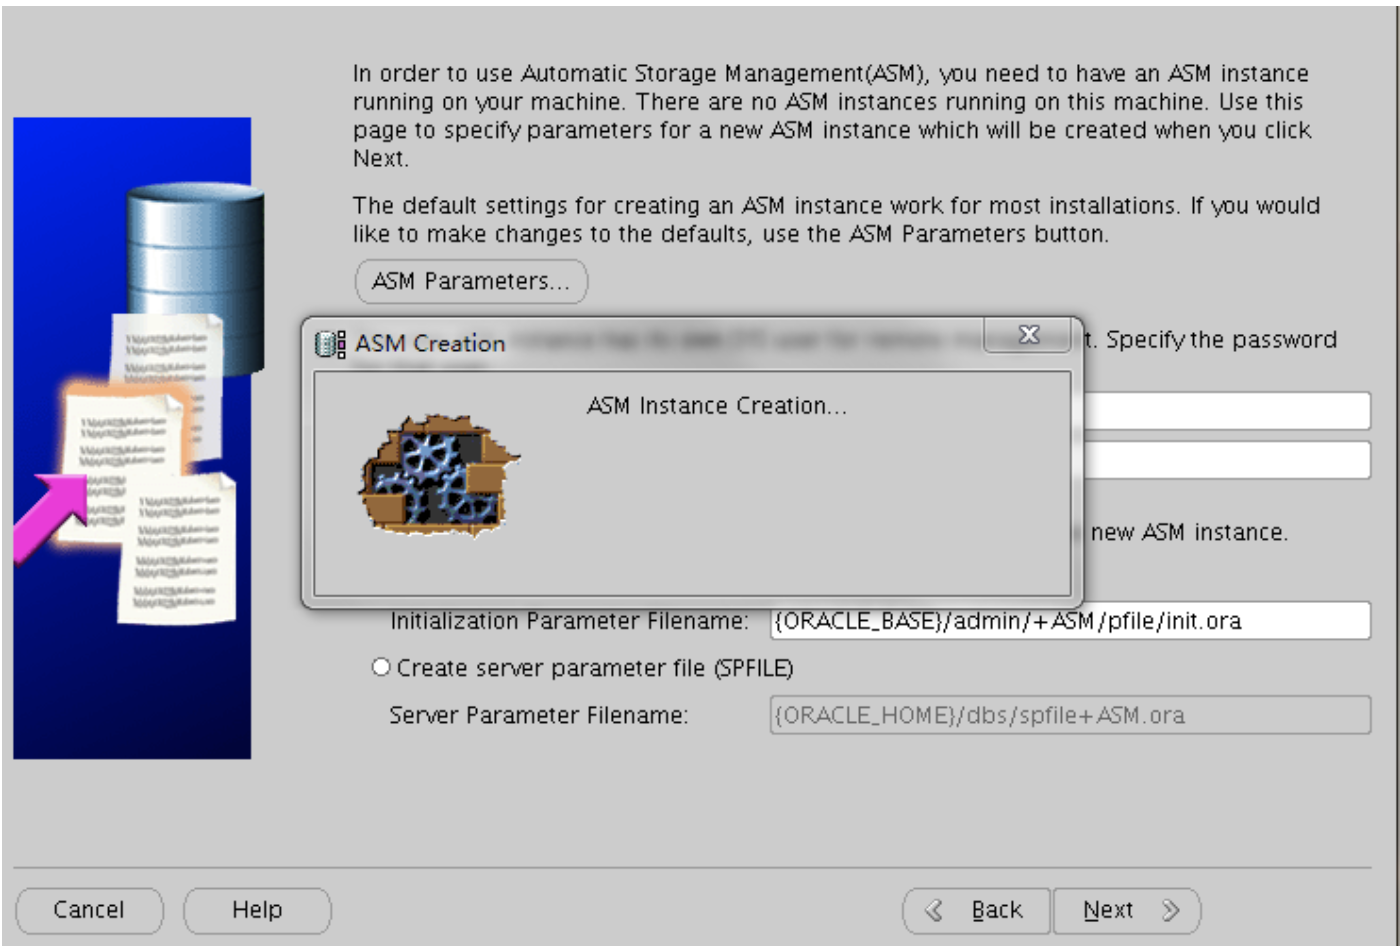 In order to use Automatic Storage Management(ASM), you need to have an ASM instance
running on your machine. There are no ASM instances running on this machine. Use this
page to specify parameters for a new ASM instance which will be created when you click
Next.
The default settings for creating an ASM instance work for most installations. If you would
like to make changes to the defaults, use the ASM Parameters button.
ASM Parameters...
ASM Creation
t. Specify the password
ASM Instance Creation...
new ASM instance.
Initialization Parameter Filename: {ORACLE_BASE}/admin/+ASM/pfile/init.ora
Create server parameter file (SPFILE)
Server Parameter Filename: {ORACLE_HOME}/dbs/spfile+ASM.ora
Cancel Help Back Next